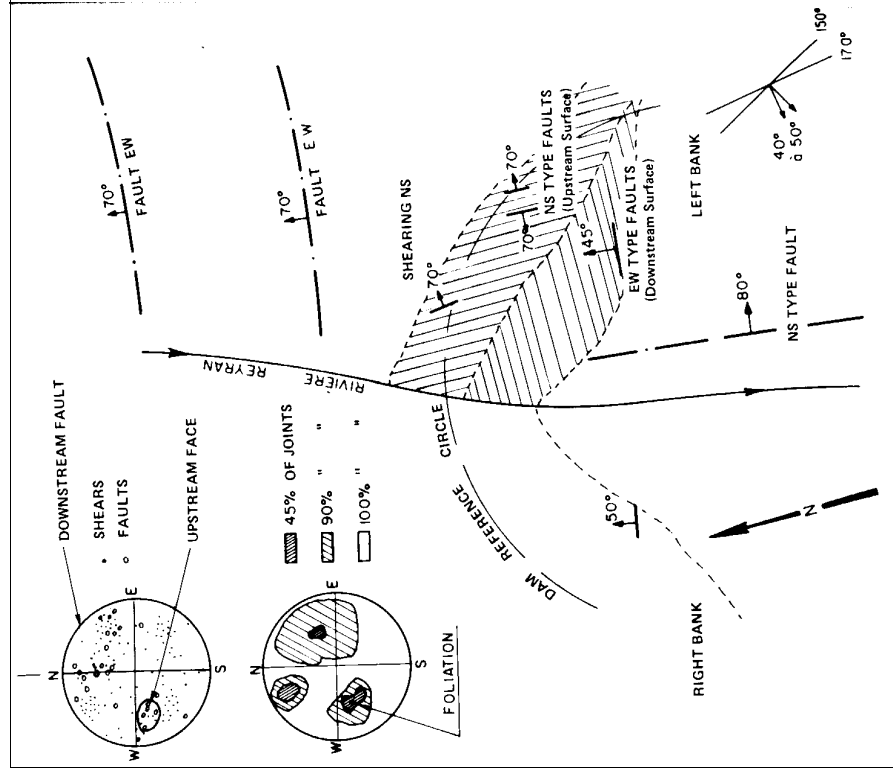 DOWNSTREAM FAULT
• SHEARS
○ FAULTS
UPSTREAM FACE
N
E
S
W
45% OF JOINTS
90% " "
100% " "
N
E
S
W
FOLIATION
70°
FAULT EW
70°
FAULT E W
RIVIÈRE REYRAN
SHEARING NS
70°
70°
70°
NS TYPE FAULTS
(Upstream Surface)
45°
EW TYPE FAULTS
(Downstream Surface)
DAM REFERENCE CIRCLE
50°
RIGHT BANK
N
LEFT BANK
80°
NS TYPE FAULT
150°
170°
40°
à 50°